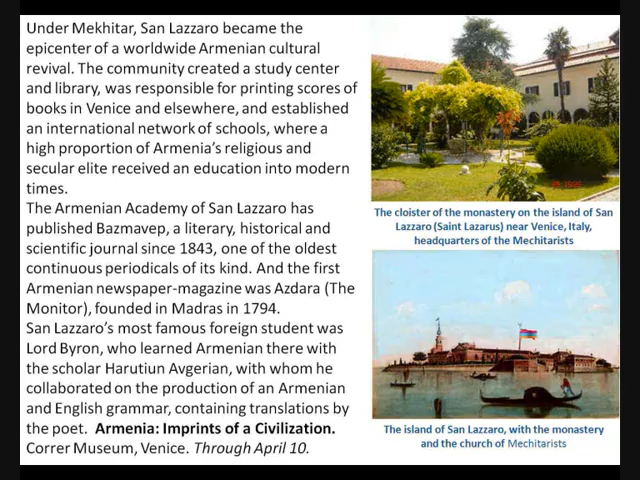 Under Mekhitar, San Lazzaro became the
epicenter of a worldwide Armenian cultural
revival. The community created a study center
and library, was responsible for printing scores of
books in Venice and elsewhere, and established
an international network of schools, where a
high proportion of Armenia's religious and
secular elite received an education into modern
times.
The Armenian Academy of San Lazzaro has
published Bazmavep, a literary, historical and
scientific journal since 1843, one of the oldest
continuous periodicals of its kind. And the first
Armenian newspaper-magazine was Azdara (The
Monitor), founded in Madras in 1794.
San Lazzaro's most famous foreign student was
Lord Byron, who learned Armenian there with
the scholar Harutiun Avgerian, with whom he
collaborated on the production of an Armenian
and English grammar, containing translations by
the poet. Armenia: Imprints of a Civilization.
Correr Museum, Venice. Through April 10.
The cloister of the monastery on the island of San
Lazzaro (Saint Lazarus) near Venice, Italy,
headquarters of the Mechitarists
The island of San Lazzaro, with the monastery
and the church of Mechitarists